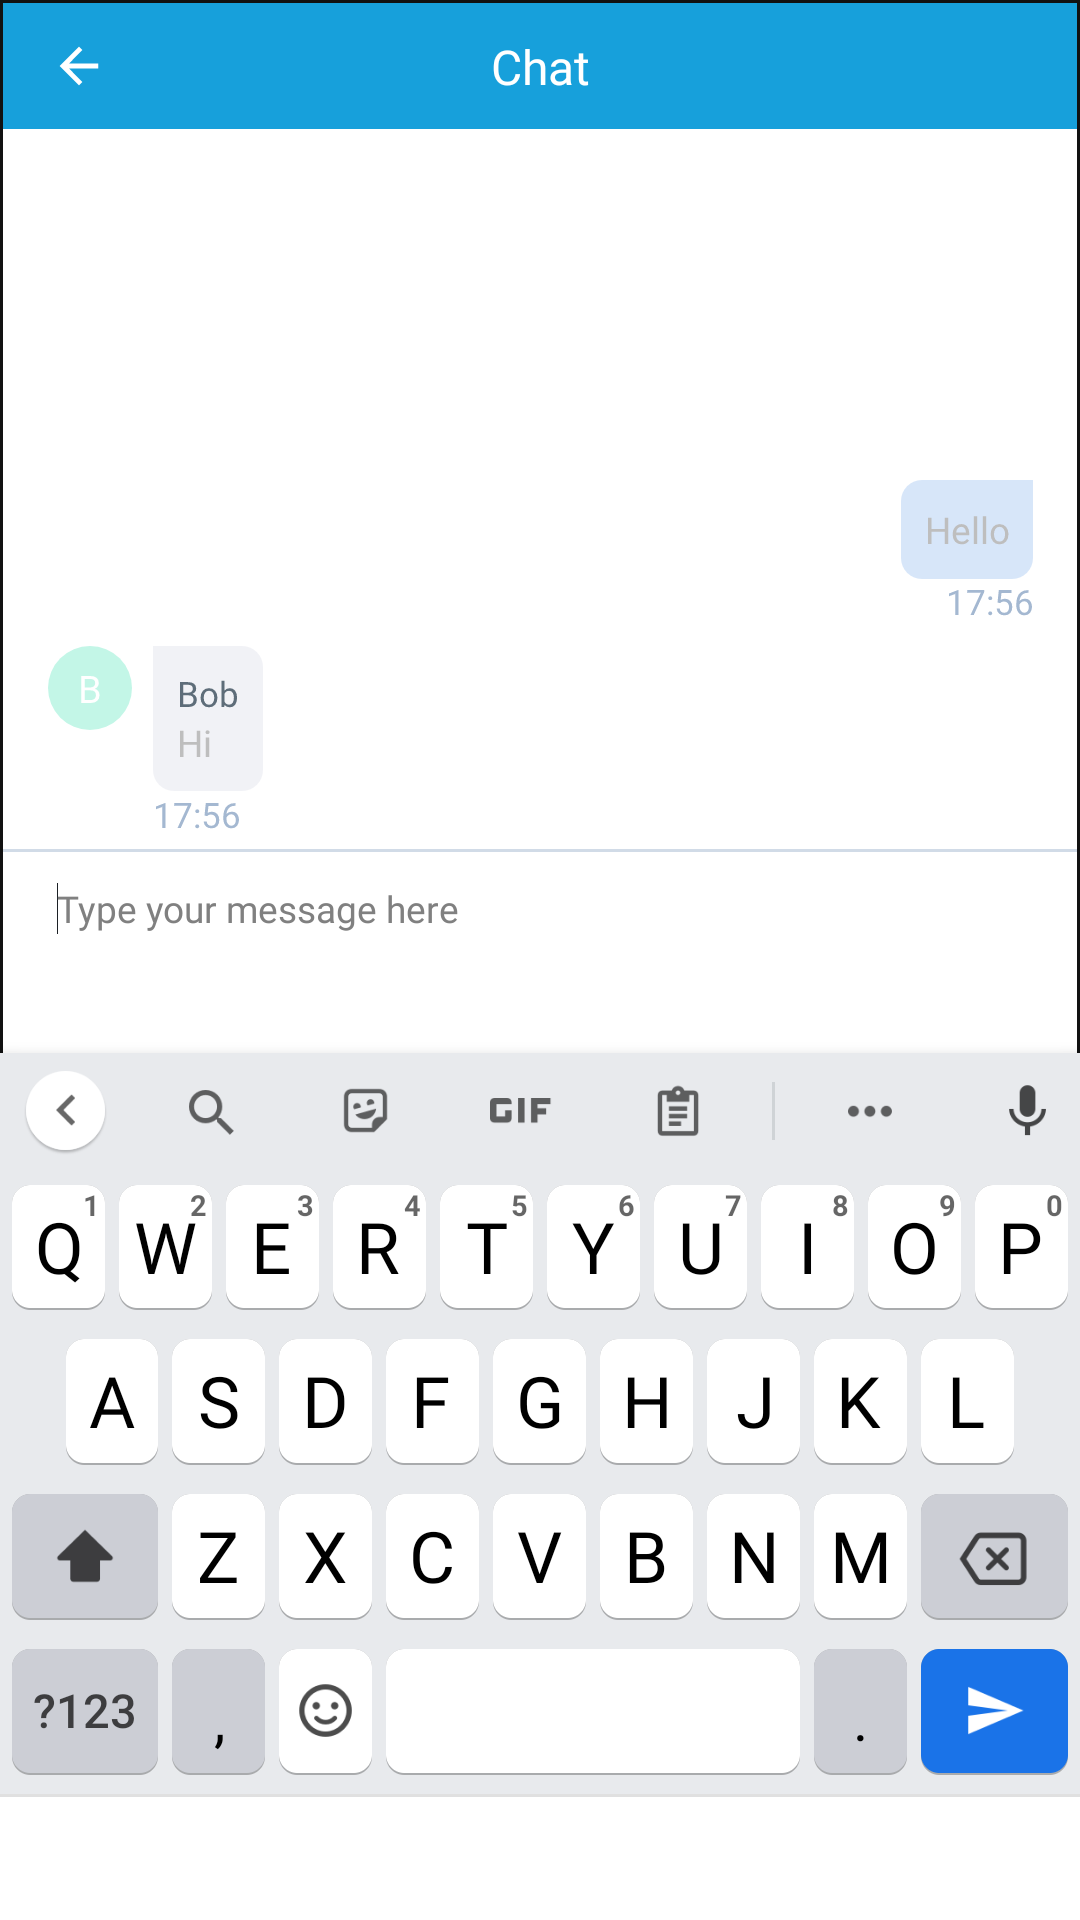 Chat
Hello
17:56
B
Bob
Hi
17:56
Type your message here
GIF
1 2 3 4 5 6 7 8 9 0
Q W E R T Y U I O P
A S D F G H J K L
Z X C V B N M
?123 , .